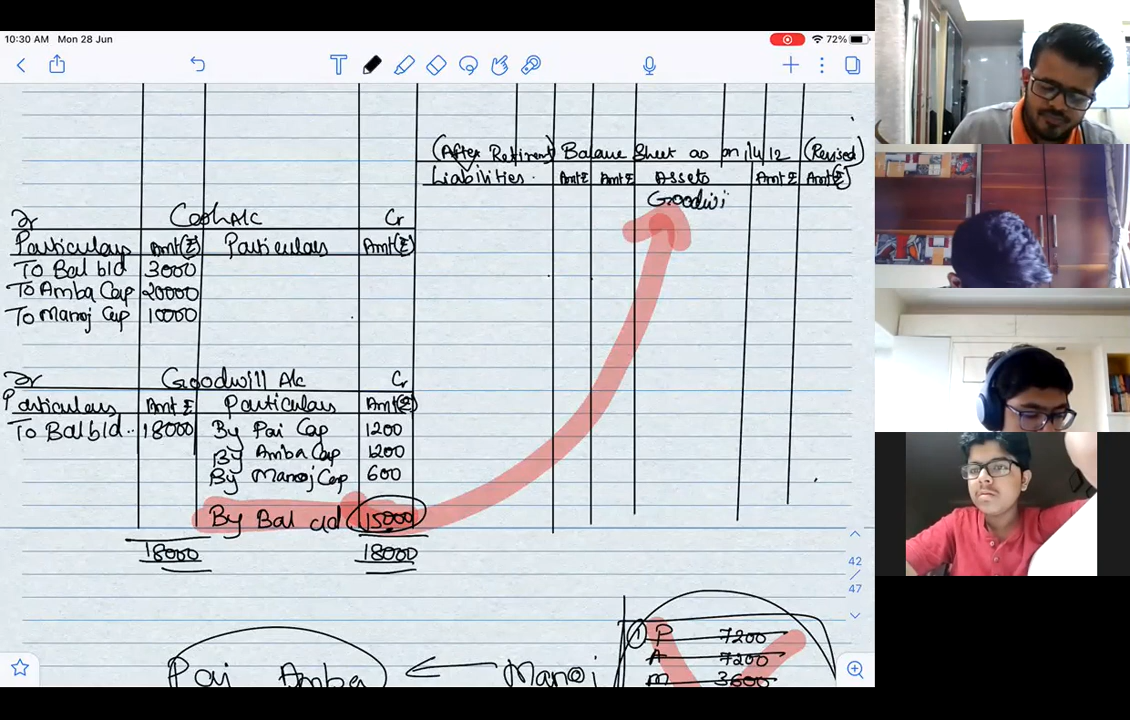 10:30 AM Mon 28 Jun
72%
(After Retirement) Balance Sheet as on 1/4/12 (Revised)
Liabilities. Amt ₹ Amt ₹ Assets Amt ₹ Amt ₹
Goodwi
Dr Cash A/c Cr
Particulars Amt(₹) Particulars Amt(₹)
To Bal b/d 3000
To Amba Cap 20000
To Manoj Cap 10000
Dr Goodwill A/c Cr
Particulars Amt ₹ Particulars Amt(₹)
To Bal b/d.. 18000 By Pai Cap 1200
By Amba Cap 1200
By Manoj Cap 600
By Bal c/d 15000
18000 18000
42
/
47
① P 7200
A 7200
M 3600
Pai Amba ← Manoj